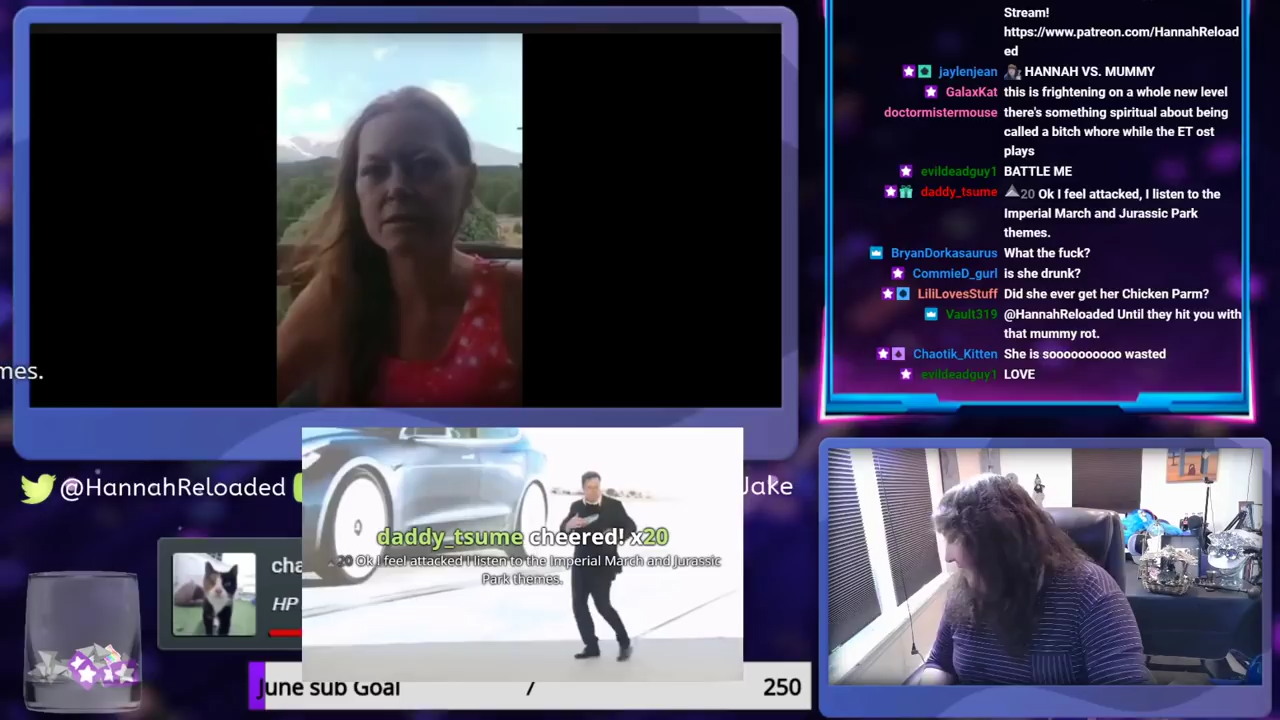 Stream!
https://www.patreon.com/HannahReload
ed
jaylenjean HANNAH VS. MUMMY
GalaxKat this is frightening on a whole new level
doctormistermouse there's something spiritual about being
called a bitch whore while the ET ost
plays
evildeadguy1 BATTLE ME
daddy_tsume 20 Ok I feel attacked, I listen to the
Imperial March and Jurassic Park
themes.
BryanDorkasaurus What the fuck?
CommieD_gurl is she drunk?
LiliLovesStuff Did she ever get her Chicken Parm?
Vault319 @HannahReloaded Until they hit you with
that mummy rot.
Chaotik_Kitten She is soooooooooo wasted
evildeadguy1 LOVE
mes.
@HannahReloaded
Jake
daddy_tsume cheered! x20
20 Ok I feel attacked I listen to the Imperial March and Jurassic
Park themes.
cha
HP
June sub Goal / 250